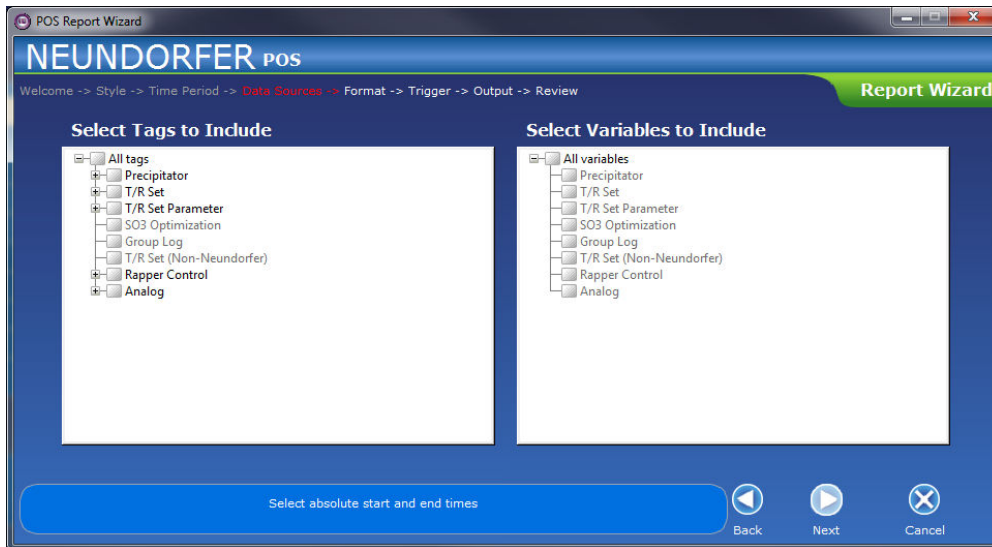 POS Report Wizard
NEUNDORFER POS
Welcome -> Style -> Time Period -> Data Sources -> Format -> Trigger -> Output -> Review
Report Wizard
Select Tags to Include
All tags
Precipitator
T/R Set
T/R Set Parameter
SO3 Optimization
Group Log
T/R Set (Non-Neundorfer)
Rapper Control
Analog
Select Variables to Include
All variables
Precipitator
T/R Set
T/R Set Parameter
SO3 Optimization
Group Log
T/R Set (Non-Neundorfer)
Rapper Control
Analog
Select absolute start and end times
Back
Next
Cancel